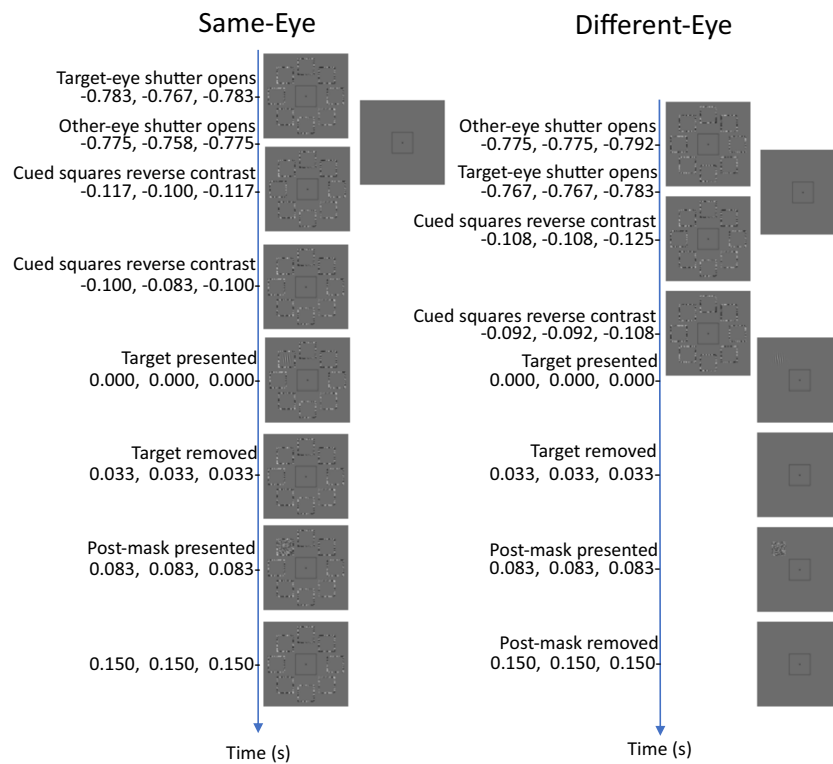 Same-Eye
Target-eye shutter opens
-0.783, -0.767, -0.783
Other-eye shutter opens
-0.775, -0.758, -0.775
Cued squares reverse contrast
-0.117, -0.100, -0.117
Cued squares reverse contrast
-0.100, -0.083, -0.100
Target presented
0.000, 0.000, 0.000
Target removed
0.033, 0.033, 0.033
Post-mask presented
0.083, 0.083, 0.083
0.150, 0.150, 0.150
Time (s)
Different-Eye
Other-eye shutter opens
-0.775, -0.775, -0.792
Target-eye shutter opens
-0.767, -0.767, -0.783
Cued squares reverse contrast
-0.108, -0.108, -0.125
Cued squares reverse contrast
-0.092, -0.092, -0.108
Target presented
0.000, 0.000, 0.000
Target removed
0.033, 0.033, 0.033
Post-mask presented
0.083, 0.083, 0.083
Post-mask removed
0.150, 0.150, 0.150
Time (s)